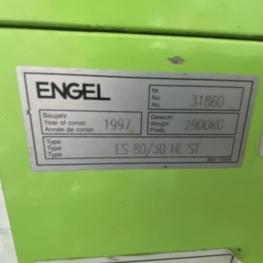 ENGEL
Nr.
No.
No.
31860
Baujahr
Year of constr.
Année de constr.
1997
Gewicht
Weight
Poids
2900KG
Type
Type
Type
ES 80/50 HL ST